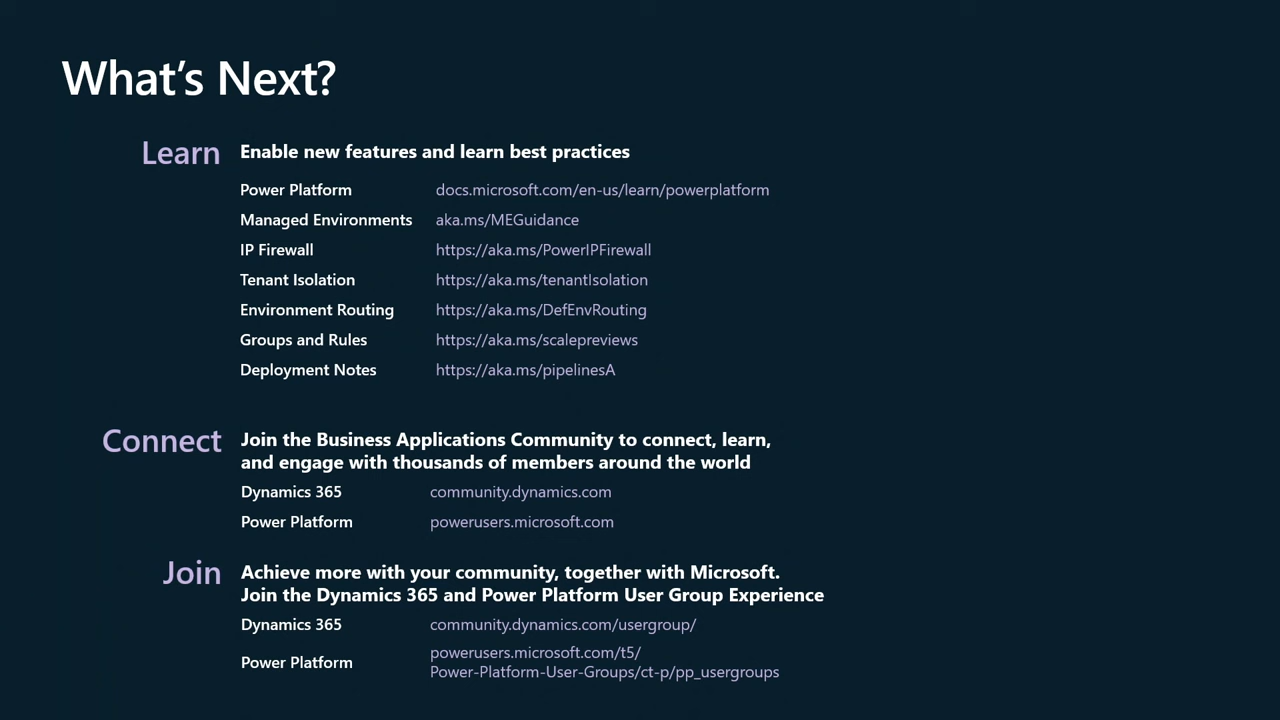 What's Next?
Learn Enable new features and learn best practices
Power Platform docs.microsoft.com/en-us/learn/powerplatform
Managed Environments aka.ms/MEGuidance
IP Firewall https://aka.ms/PowerIPFirewall
Tenant Isolation https://aka.ms/tenantIsolation
Environment Routing https://aka.ms/DefEnvRouting
Groups and Rules https://aka.ms/scalepreviews
Deployment Notes https://aka.ms/pipelinesA
Connect Join the Business Applications Community to connect, learn,
and engage with thousands of members around the world
Dynamics 365 community.dynamics.com
Power Platform powerusers.microsoft.com
Join Achieve more with your community, together with Microsoft.
Join the Dynamics 365 and Power Platform User Group Experience
Dynamics 365 community.dynamics.com/usergroup/
Power Platform powerusers.microsoft.com/t5/
Power-Platform-User-Groups/ct-p/pp_usergroups